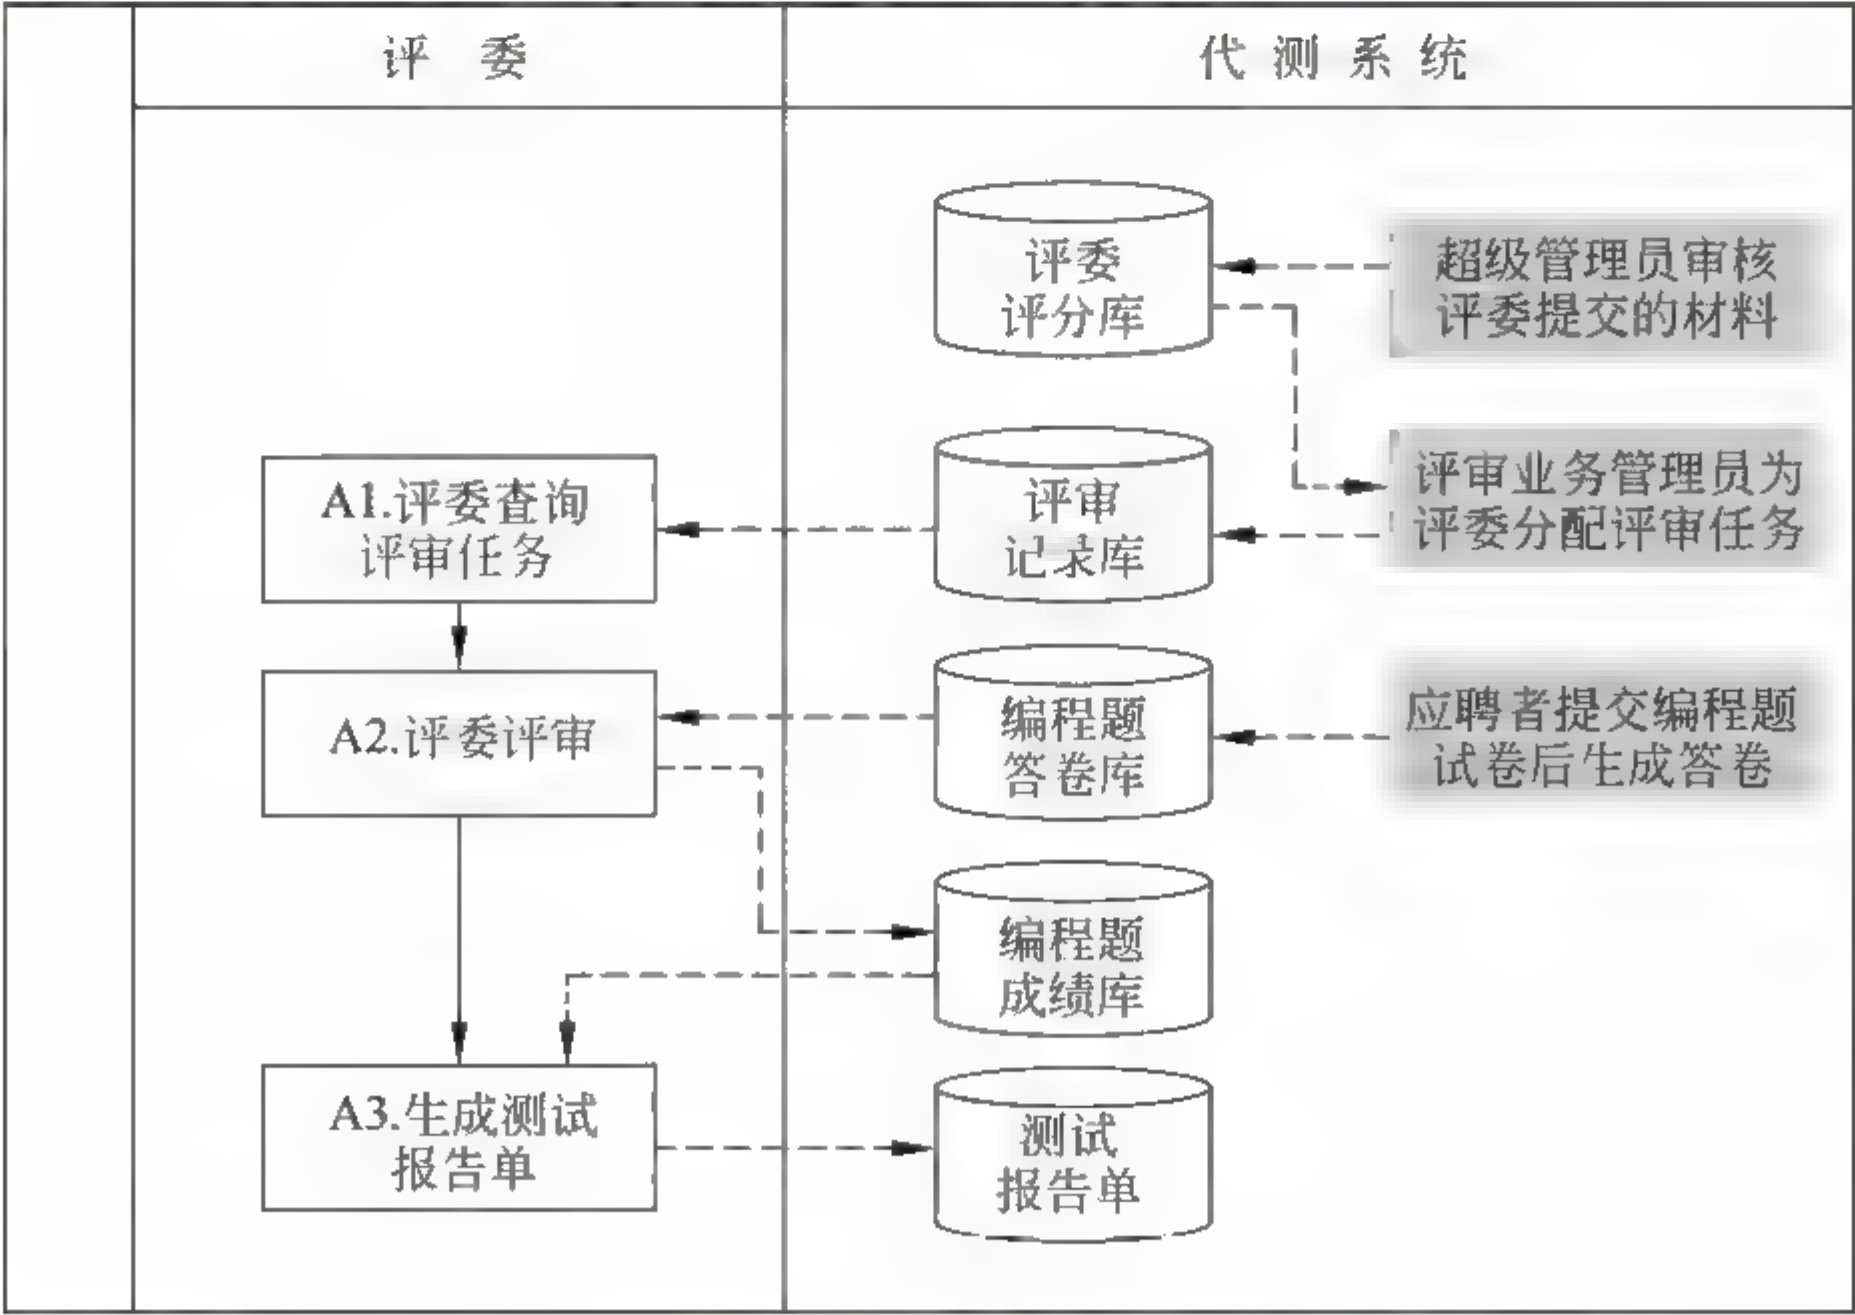 评 委
代 测 系 统
评委
评分库
超级管理员审核
评委提交的材料
A1.评委查询
评审任务
评审
记录库
评审业务管理员为
评委分配评审任务
A2.评委评审
编程题
答卷库
应聘者提交编程题
试卷后生成答卷
编程题
成绩库
A3.生成测试
报告单
测试
报告单